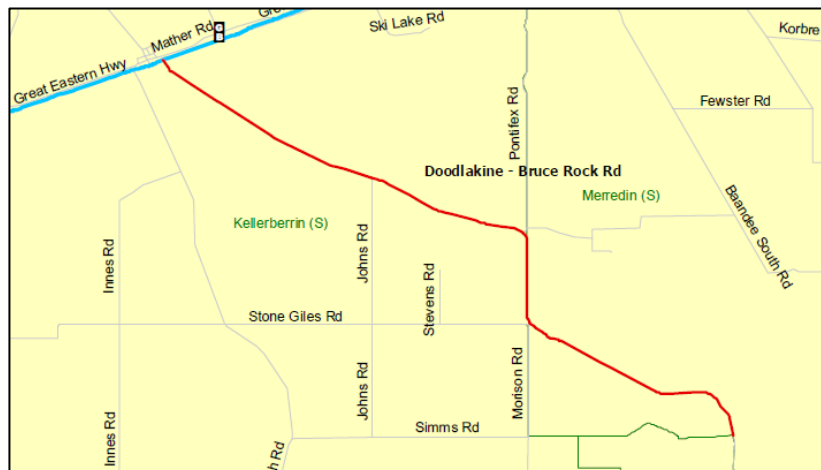 Gre
Ski Lake Rd
Korbre
Mather Rd
Great Eastern Hwy
Fewster Rd
Pontifex Rd
Doodlakine - Bruce Rock Rd
Merredin (S)
Baandee South Rd
Kellerberrin (S)
Innes Rd
Johns Rd
Stevens Rd
Stone Giles Rd
Johns Rd
Morison Rd
Simms Rd
Innes Rd
h Rd